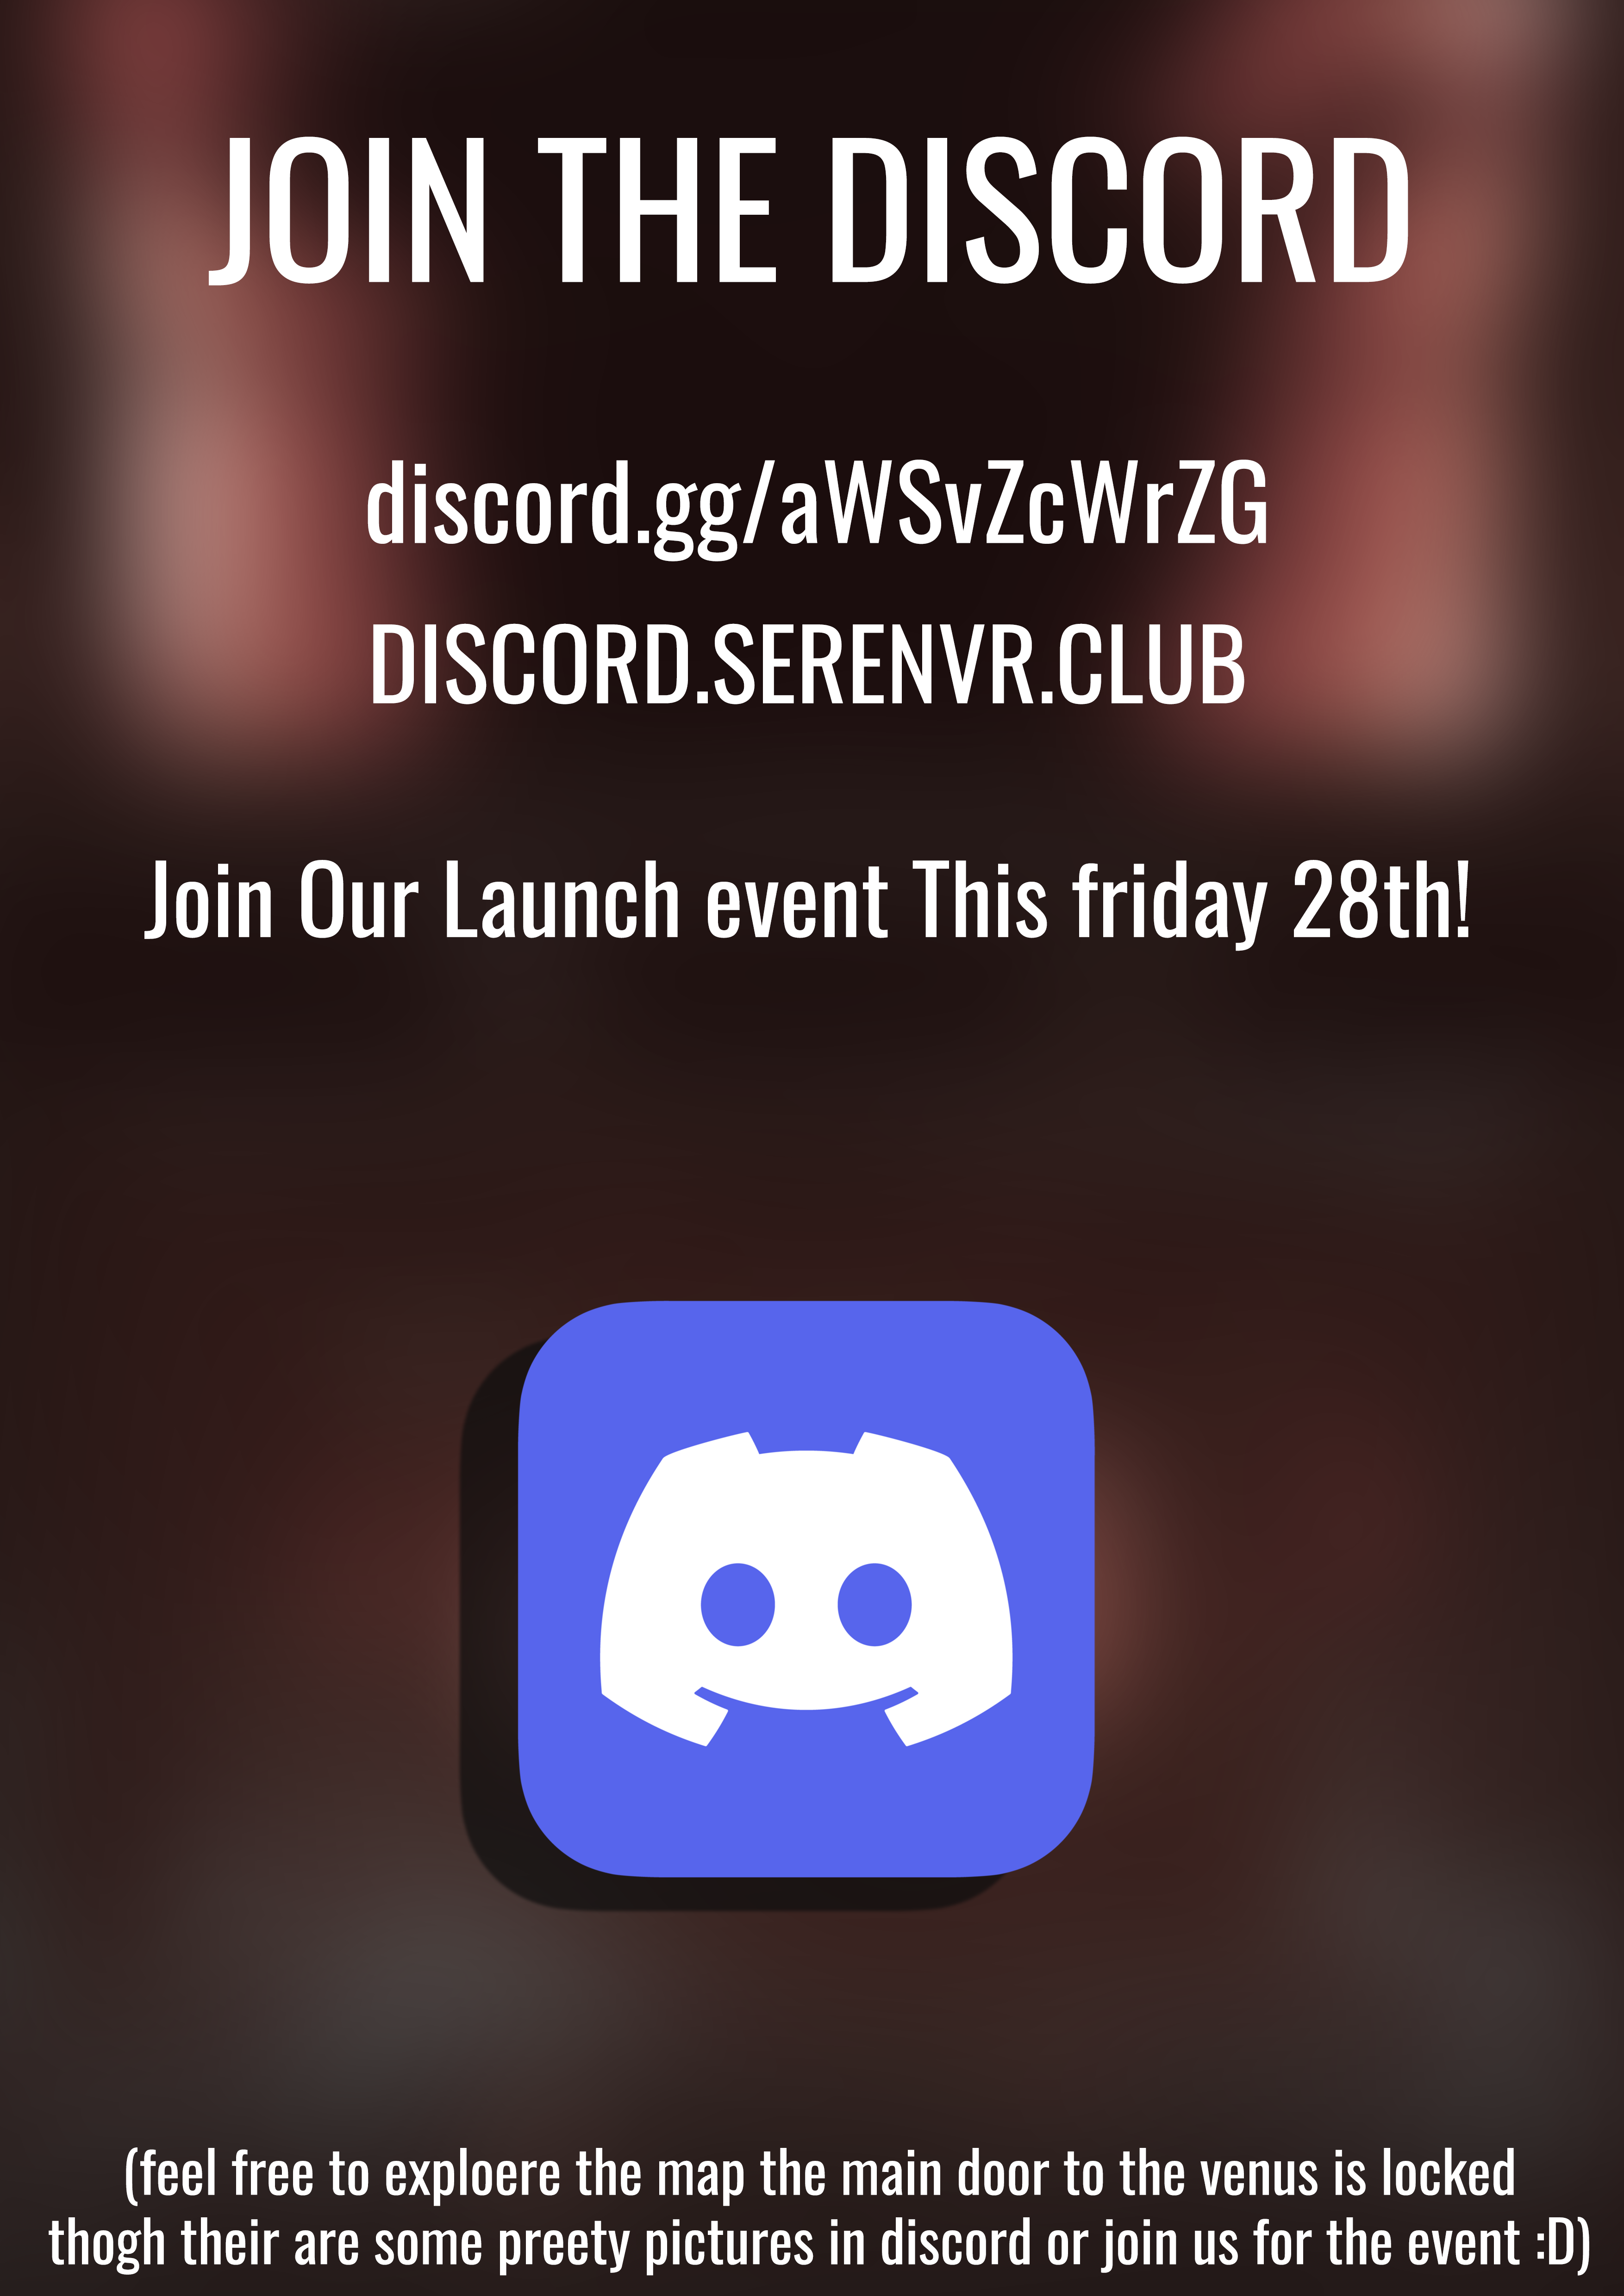 JOIN THE DISCORD
discord.gg/aWSvZcWrZG
DISCORD.SERENVR.CLUB
Join Our Launch event This friday 28th!
(feel free to exploere the map the main door to the venus is locked
thogh their are some preety pictures in discord or join us for the event :D)